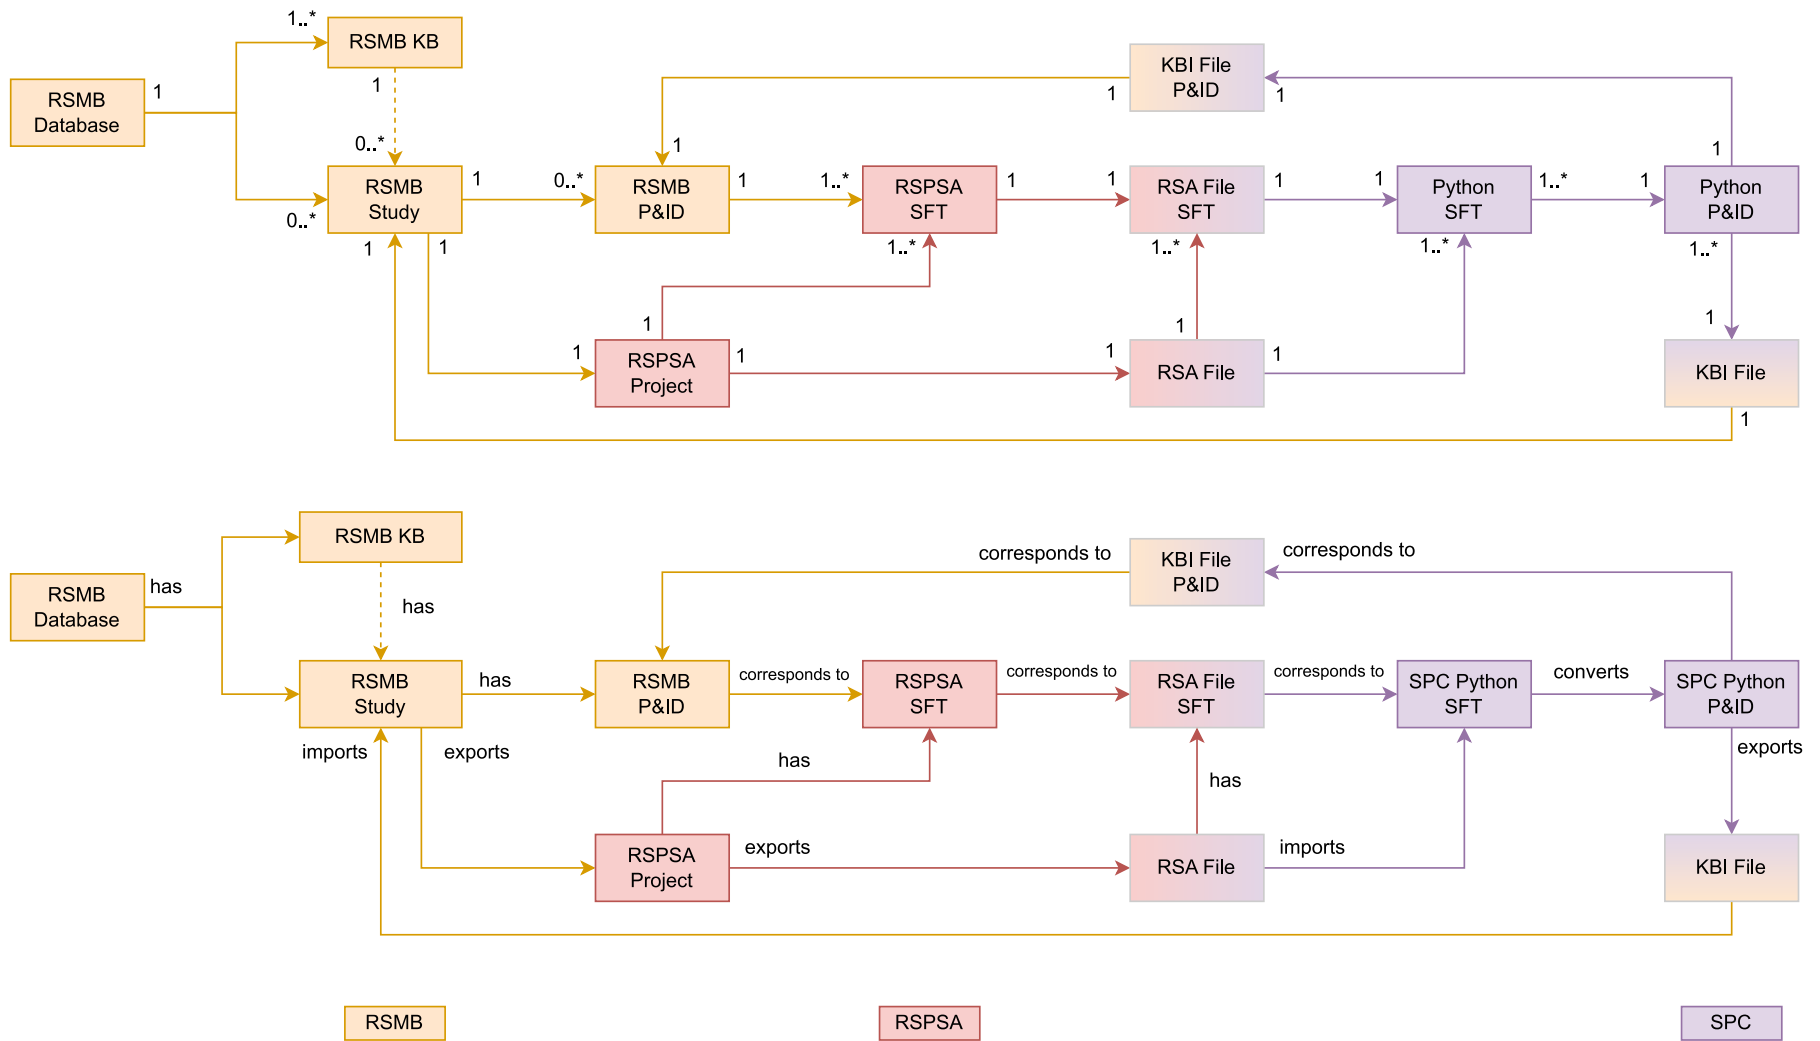 1..*
RSMB KB
KBI File
P&ID
1
RSMB
Database
1
1
1
0..*
1
1
RSMB
Study
1
0..*
RSMB
P&ID
1
1..*
RSPSA
SFT
1
1
RSA File
SFT
1
1
Python
SFT
1..*
1
Python
P&ID
0..*
1
1
1..*
1..*
1..*
1..*
1
1
1
1
RSPSA
Project
1
1
RSA File
1
KBI File
1
RSMB KB
corresponds to
KBI File
P&ID
corresponds to
RSMB
Database
has
has
RSMB
Study
has
RSMB
P&ID
corresponds to
RSPSA
SFT
corresponds to
RSA File
SFT
corresponds to
SPC Python
SFT
converts
SPC Python
P&ID
imports
exports
has
has
exports
RSPSA
Project
exports
RSA File
imports
KBI File
RSMB
RSPSA
SPC